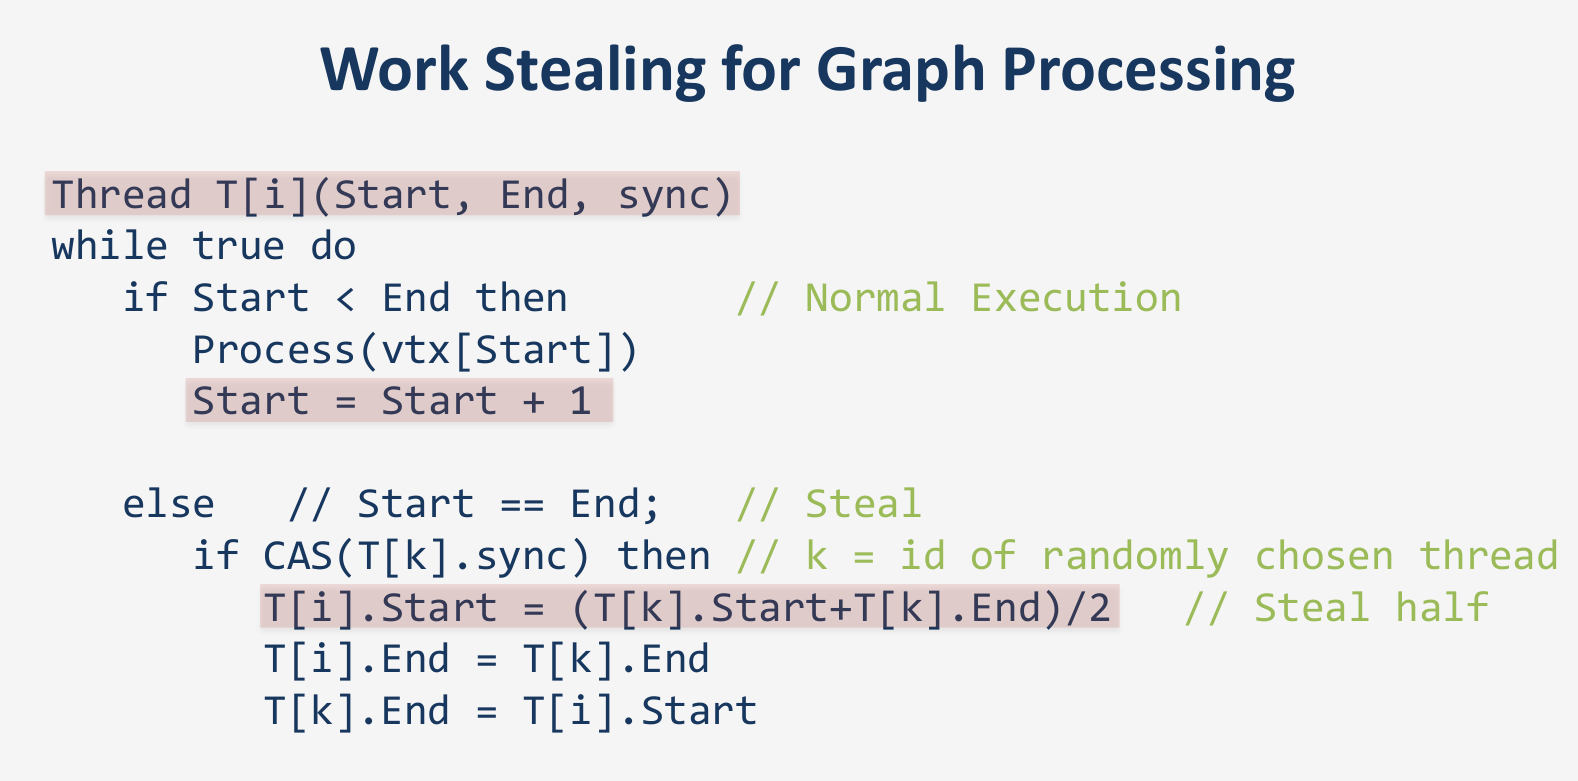 Work Stealing for Graph Processing
Thread T[i](Start, End, sync)
while true do
if Start < End then // Normal Execution
Process(vtx[Start])
Start = Start + 1
else // Start == End; // Steal
if CAS(T[k].sync) then // k = id of randomly chosen thread
T[i].Start = (T[k].Start+T[k].End)/2 // Steal half
T[i].End = T[k].End
T[k].End = T[i].Start